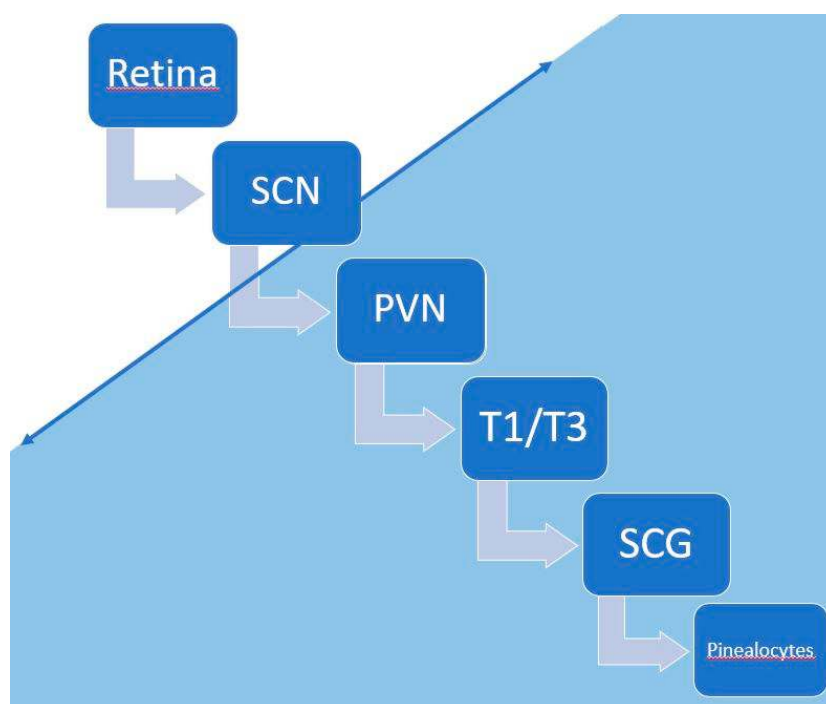 Retina
SCN
PVN
T1/T3
SCG
Pinealocytes